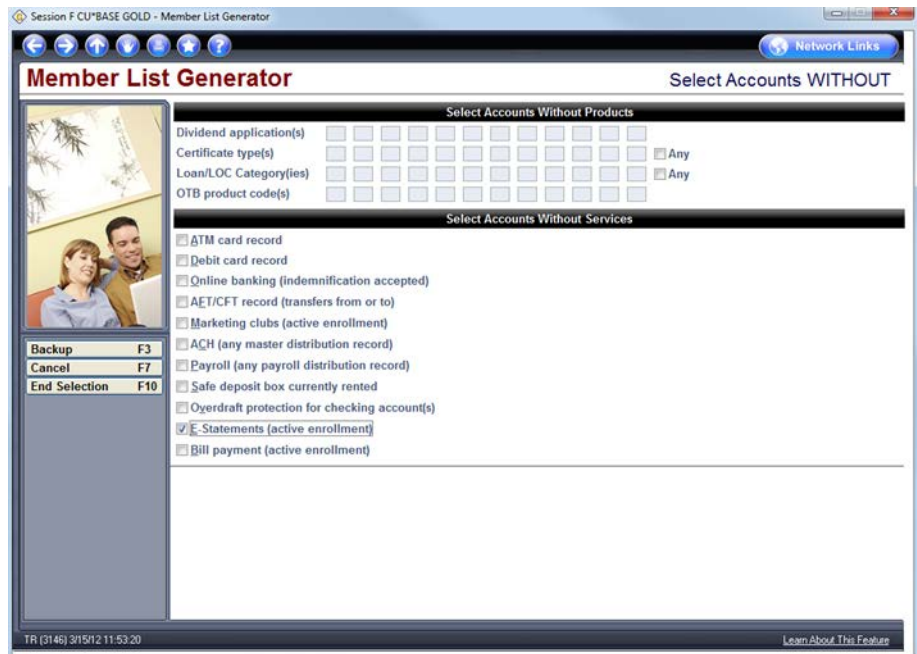 Session F CU*BASE GOLD - Member List Generator
Network Links
Member List Generator
Select Accounts WITHOUT
Select Accounts Without Products
Dividend application(s)
Certificate type(s) Any
Loan/LOC Category(ies) Any
OTB product code(s)
Select Accounts Without Services
ATM card record
Debit card record
Online banking (indemnification accepted)
AFT/CFT record (transfers from or to)
Marketing clubs (active enrollment)
ACH (any master distribution record)
Payroll (any payroll distribution record)
Safe deposit box currently rented
Overdraft protection for checking account(s)
E-Statements (active enrollment)
Bill payment (active enrollment)
Backup F3
Cancel F7
End Selection F10
TR (3146) 3/15/12 11:53:20
Learn About This Feature